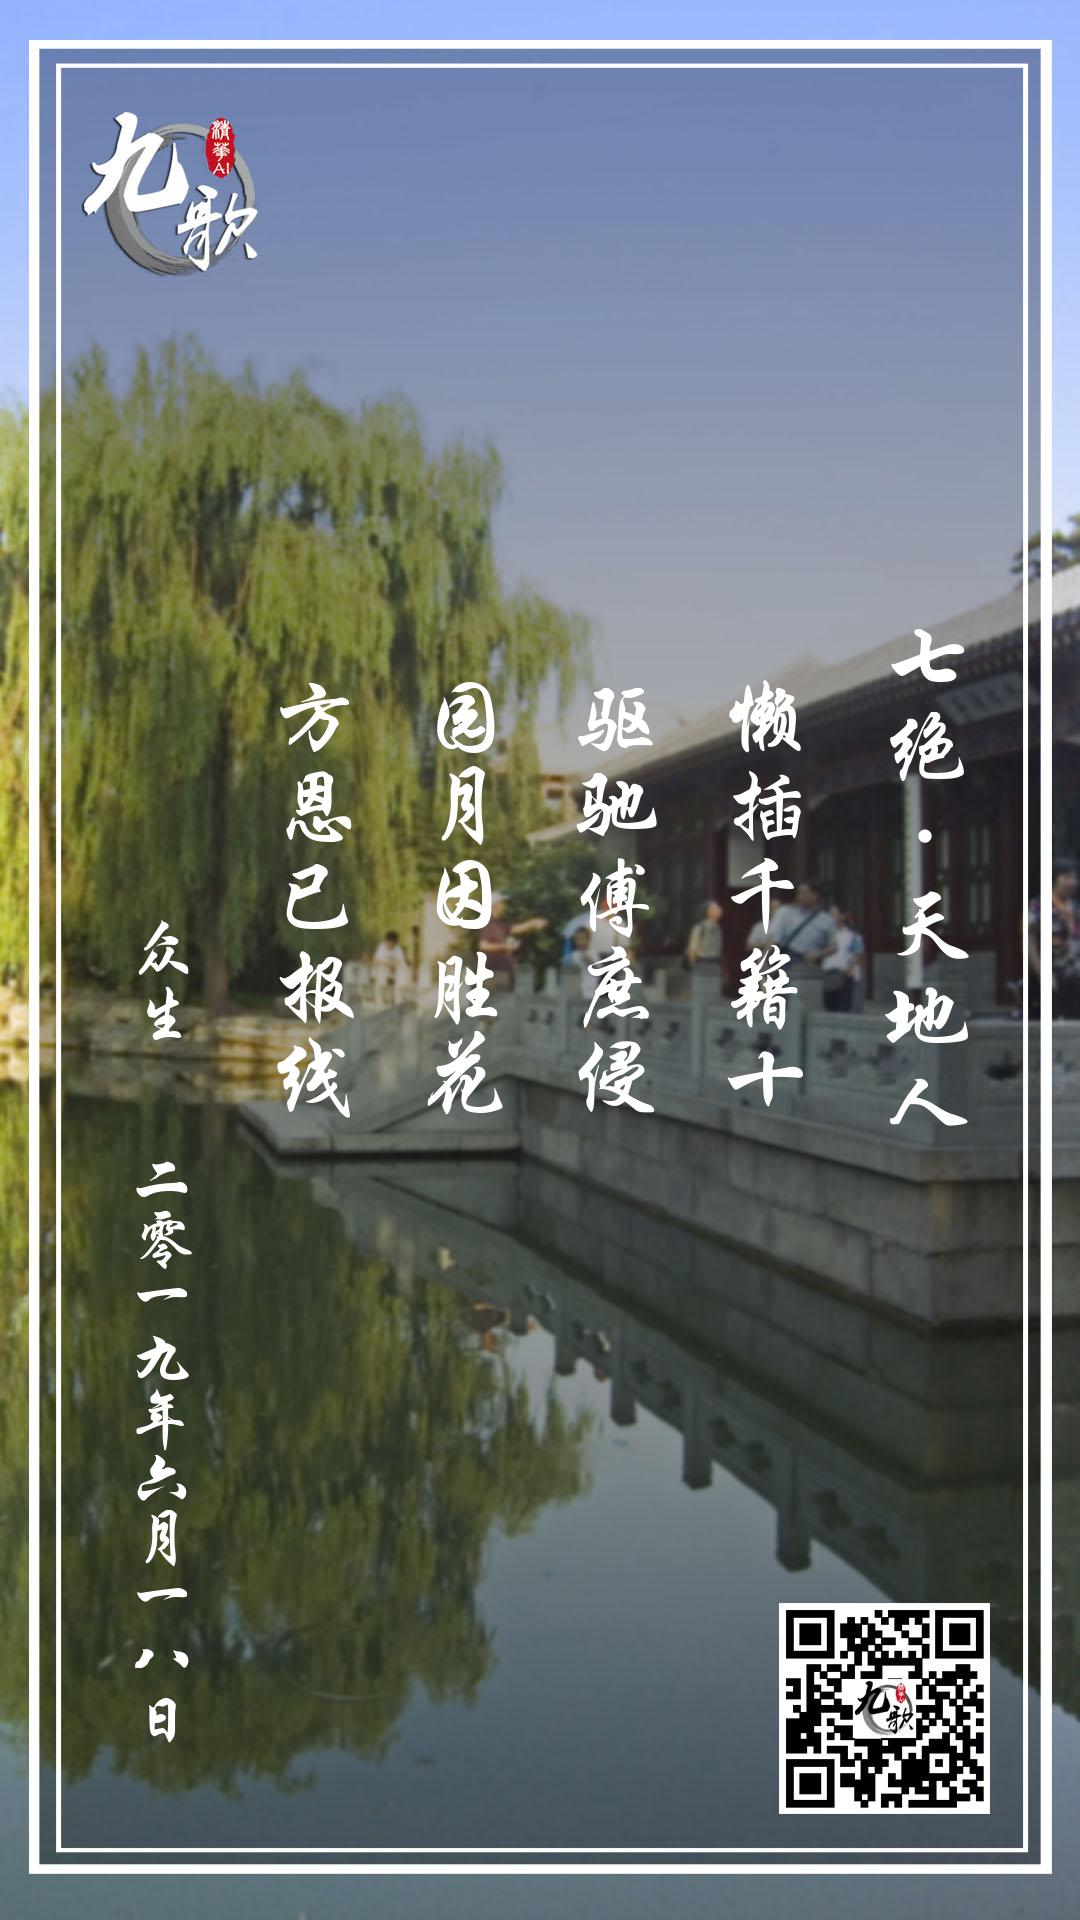 九歌
清华AI
七绝·天地人
懒插千籍十
驱驰傅庶侵
园月因胜花
方恩已报线
众生 二零一九年六月一八日
九歌